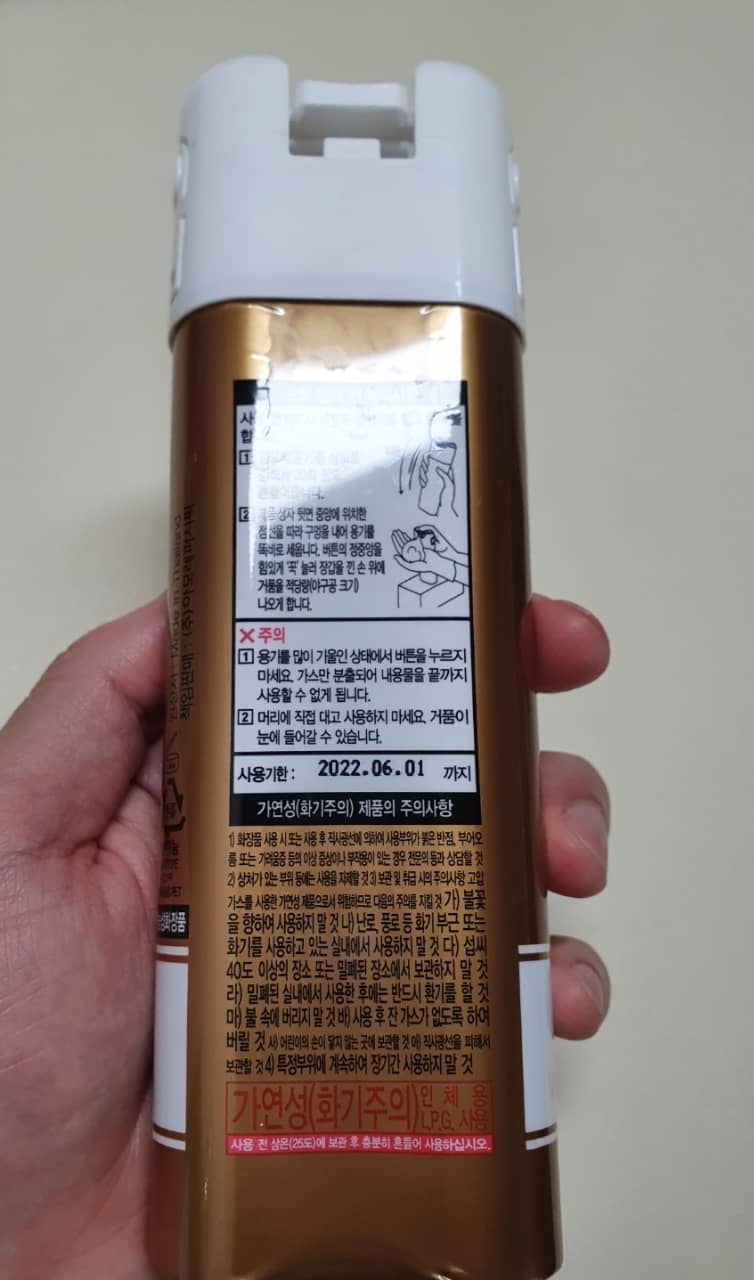 사
합
1
2 제품 상자 뒷면 중앙에 위치한
점선을 따라 구멍을 내어 용기를
똑바로 세웁니다. 버튼의 정중앙을
힘있게 '꾹' 눌러 장갑을 낀 손 위에
거품을 적당량(야구공 크기)
나오게 합니다.
✕ 주의
1 용기를 많이 기울인 상태에서 버튼을 누르지
마세요. 가스만 분출되어 내용물을 끝까지
사용할 수 없게 됩니다.
2 머리에 직접 대고 사용하지 마세요. 거품이
눈에 들어갈 수 있습니다.
사용기한 : 2022.06.01 까지
가연성(화기주의) 제품의 주의사항
1) 화장품 사용 시 또는 사용 후 직사광선에 의하여 사용부위가 붉은 반점, 부어오
름 또는 가려움증 등의 이상 증상이나 부작용이 있는 경우 전문의 등과 상담할 것
2) 상처가 있는 부위 등에는 사용을 자제할 것 3) 보관 및 취급 시의 주의사항 고압
가스를 사용한 가연성 제품으로서 위험하므로 다음의 주의를 지킬 것 가) 불꽃
을 향하여 사용하지 말 것 나) 난로, 풍로 등 화기 부근 또는
화기를 사용하고 있는 실내에서 사용하지 말 것 다) 섭씨
40도 이상의 장소 또는 밀폐된 장소에서 보관하지 말 것
라) 밀폐된 실내에서 사용한 후에는 반드시 환기를 할 것
마) 불 속에 버리지 말 것 바) 사용 후 잔 가스가 없도록 하여
버릴 것 사) 어린이의 손이 닿지 않는 곳에 보관할 것 아) 직사광선을 피해서
보관할 것 4) 특정부위에 계속하여 장기간 사용하지 말 것
가연성(화기주의) 인체용
L.P.G. 사용
사용 전 상온(25도)에 보관 후 충분히 흔들어 사용하십시오.
Made in Thailand
책임판매 : (주)아모레퍼시픽